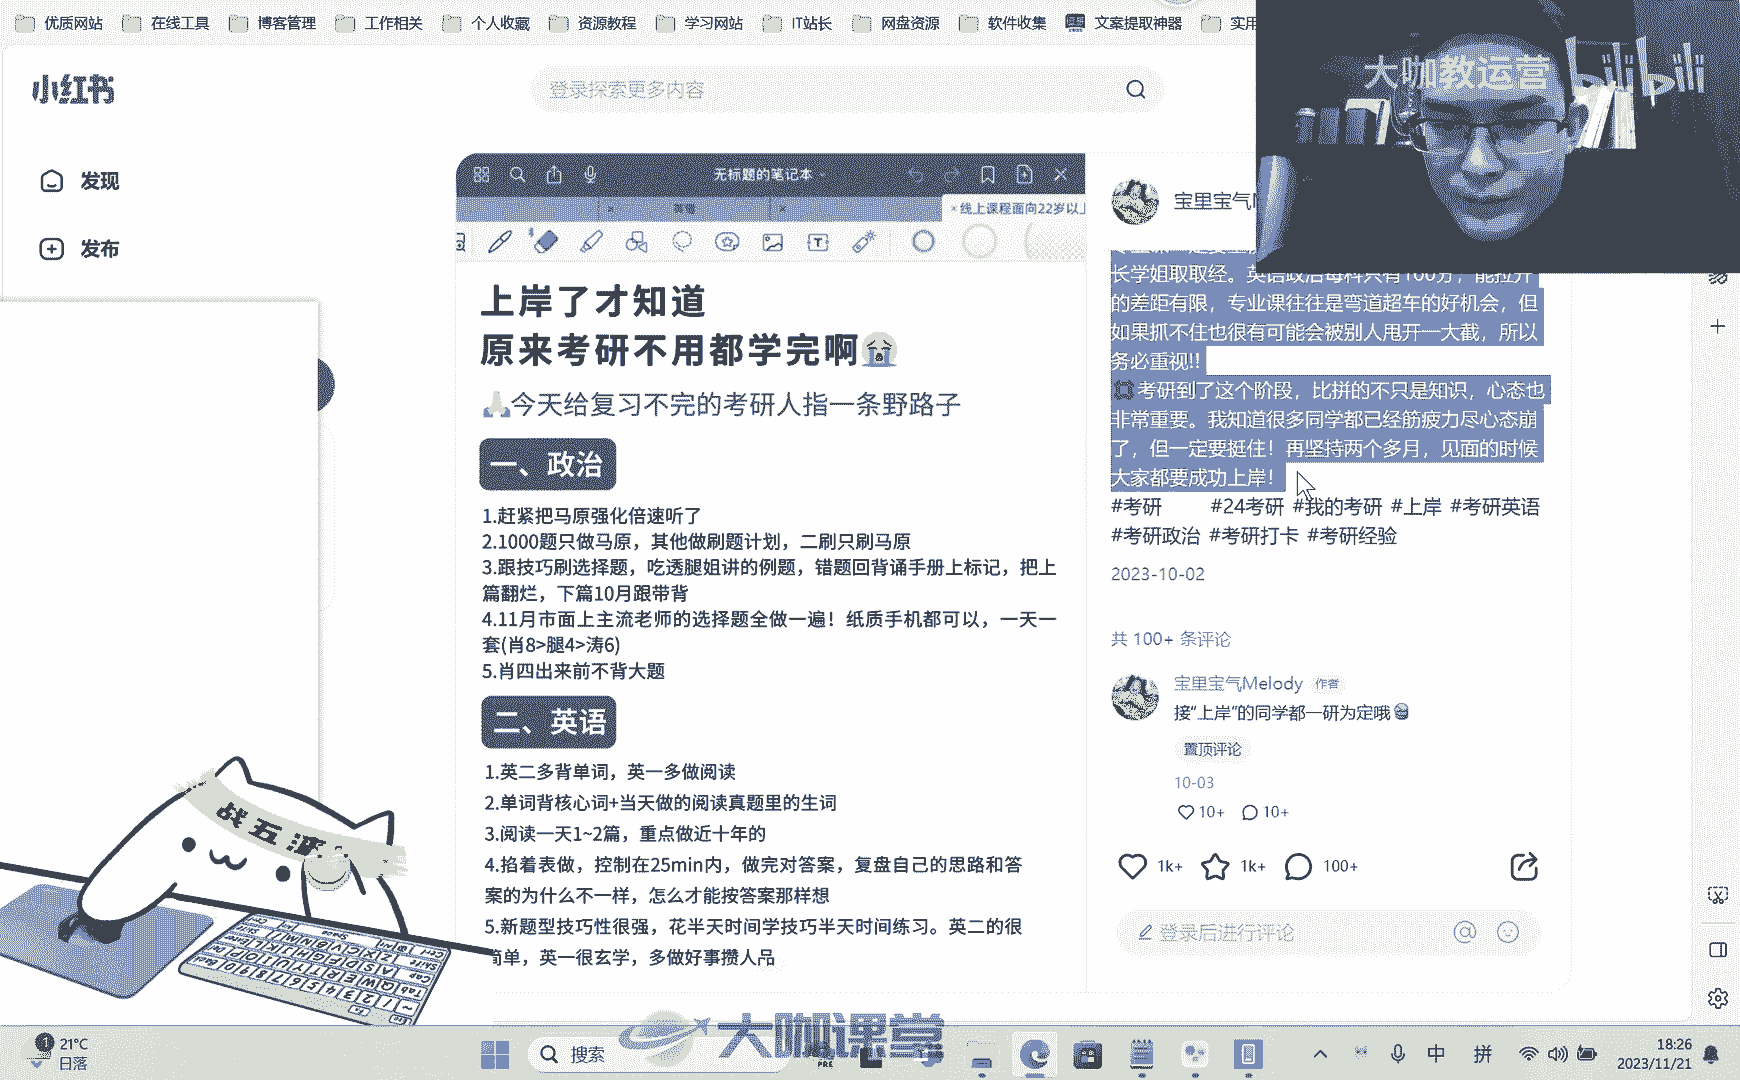 优质网站 在线工具 博客管理 工作相关 个人收藏 资源教程 学习网站 IT站长 网盘资源 软件收集 文案提取神器 实用
小红书
登录探索更多内容
大咖教运营 bilibili
发现
发布
无标题的笔记本
英语
线上课程面向22岁以上
上岸了才知道
原来考研不用都学完啊😭
🙏今天给复习不完的考研人指一条野路子
一、政治
1.赶紧把马原强化倍速听了
2.1000题只做马原，其他做刷题计划，二刷只刷马原
3.跟技巧刷选择题，吃透腿姐讲的例题，错题回背诵手册上标记，把上
篇翻烂，下篇10月跟带背
4.11月市面上主流老师的选择题全做一遍！纸质手机都可以，一天一
套(肖8>腿4>涛6)
5.肖四出来前不背大题
二、英语
1.英二多背单词，英一多做阅读
2.单词背核心词+当天做的阅读真题里的生词
3.阅读一天1~2篇，重点做近十年的
4.掐着表做，控制在25min内，做完对答案，复盘自己的思路和答
案的为什么不一样，怎么才能按答案那样想
5.新题型技巧性很强，花半天时间学技巧半天时间练习。英二的很
简单，英一很玄学，多做好事攒人品
宝里宝气
长学姐取取经。英语政治每科只有100分，能拉开
的差距有限，专业课往往是弯道超车的好机会，但
如果抓不住也很有可能会被别人甩开一大截，所以
务必重视!!
考研到了这个阶段，比拼的不只是知识，心态也
非常重要。我知道很多同学都已经筋疲力尽心态崩
了，但一定要挺住！再坚持两个多月，见面的时候
大家都要成功上岸！
#考研 #24考研 #我的考研 #上岸 #考研英语
#考研政治 #考研打卡 #考研经验
2023-10-02
共 100+ 条评论
宝里宝气Melody 作者
接“上岸”的同学都一研为定哦
置顶评论
10-03
10+ 10+
1k+ 1k+ 100+
登录后进行评论
战五渣
大咖课堂
1 21°C
日落
搜索
PRE
中 拼
18:26
2023/11/21